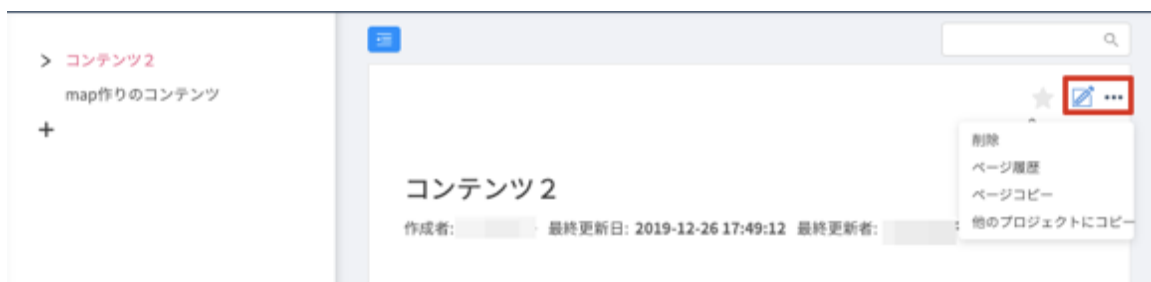 コンテンツ２
map作りのコンテンツ
削除
ページ履歴
ページコピー
他のプロジェクトにコピー
コンテンツ２
作成者: 最終更新日: 2019-12-26 17:49:12 最終更新者: